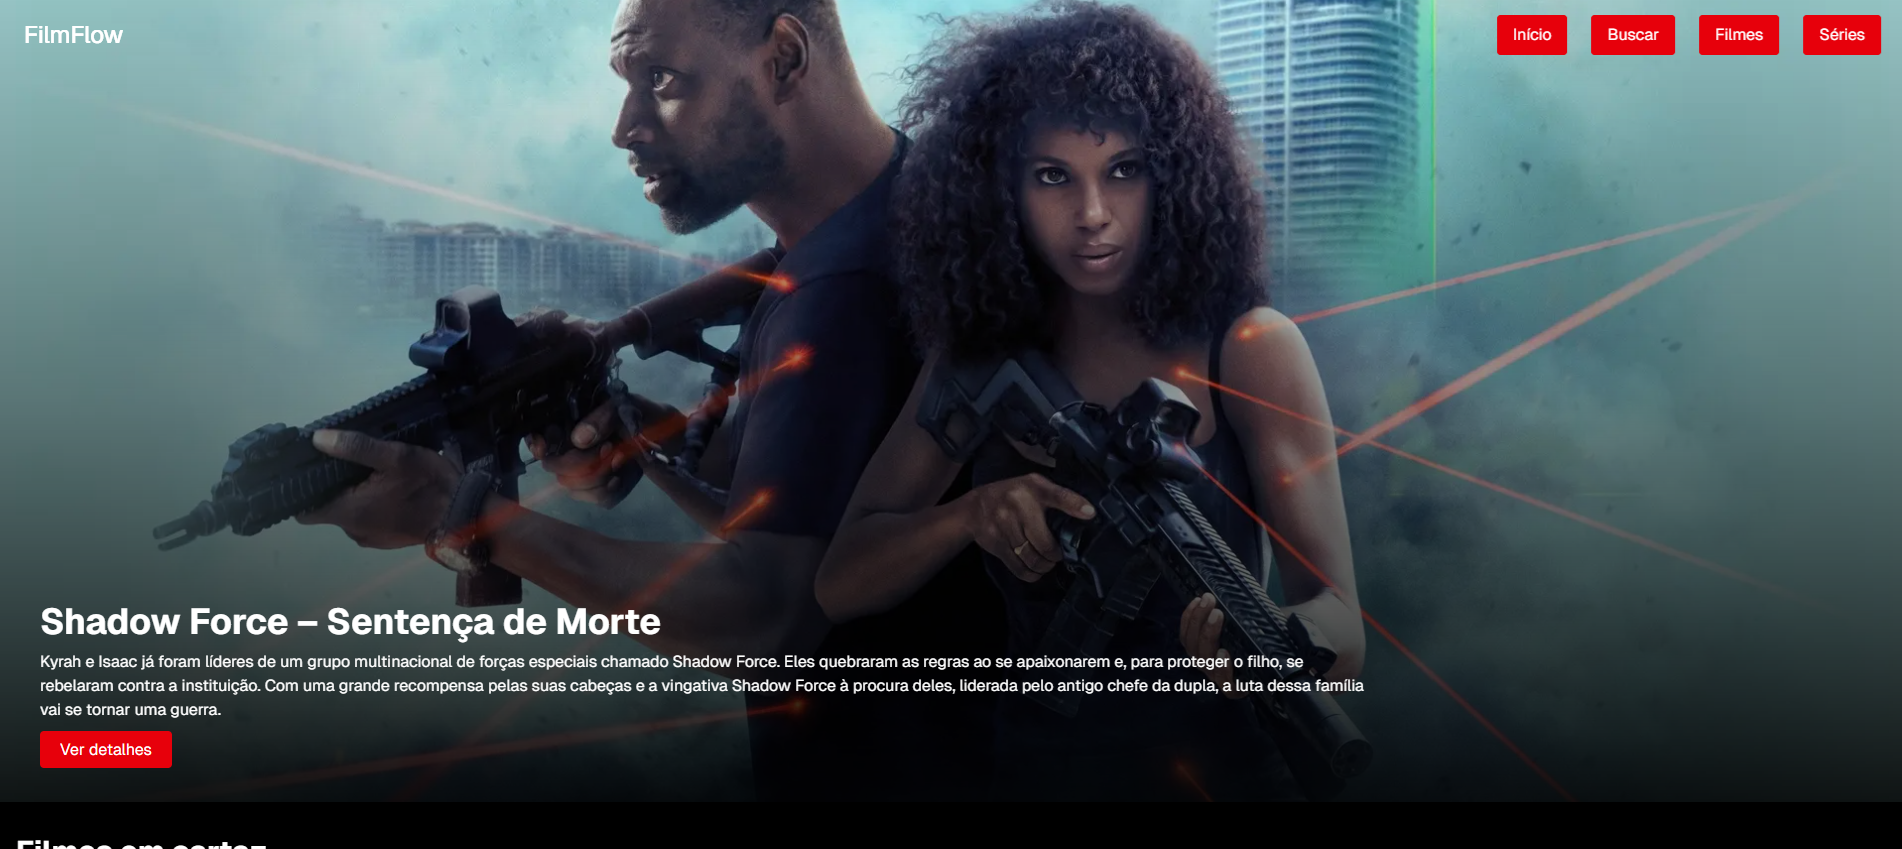 FilmFlow
Início
Buscar
Filmes
Séries
Shadow Force – Sentença de Morte
Kyrah e Isaac já foram líderes de um grupo multinacional de forças especiais chamado Shadow Force. Eles quebraram as regras ao se apaixonarem e, para proteger o filho, se
rebelaram contra a instituição. Com uma grande recompensa pelas suas cabeças e a vingativa Shadow Force à procura deles, liderada pelo antigo chefe da dupla, a luta dessa família
vai se tornar uma guerra.
Ver detalhes
Filmes em cartaz